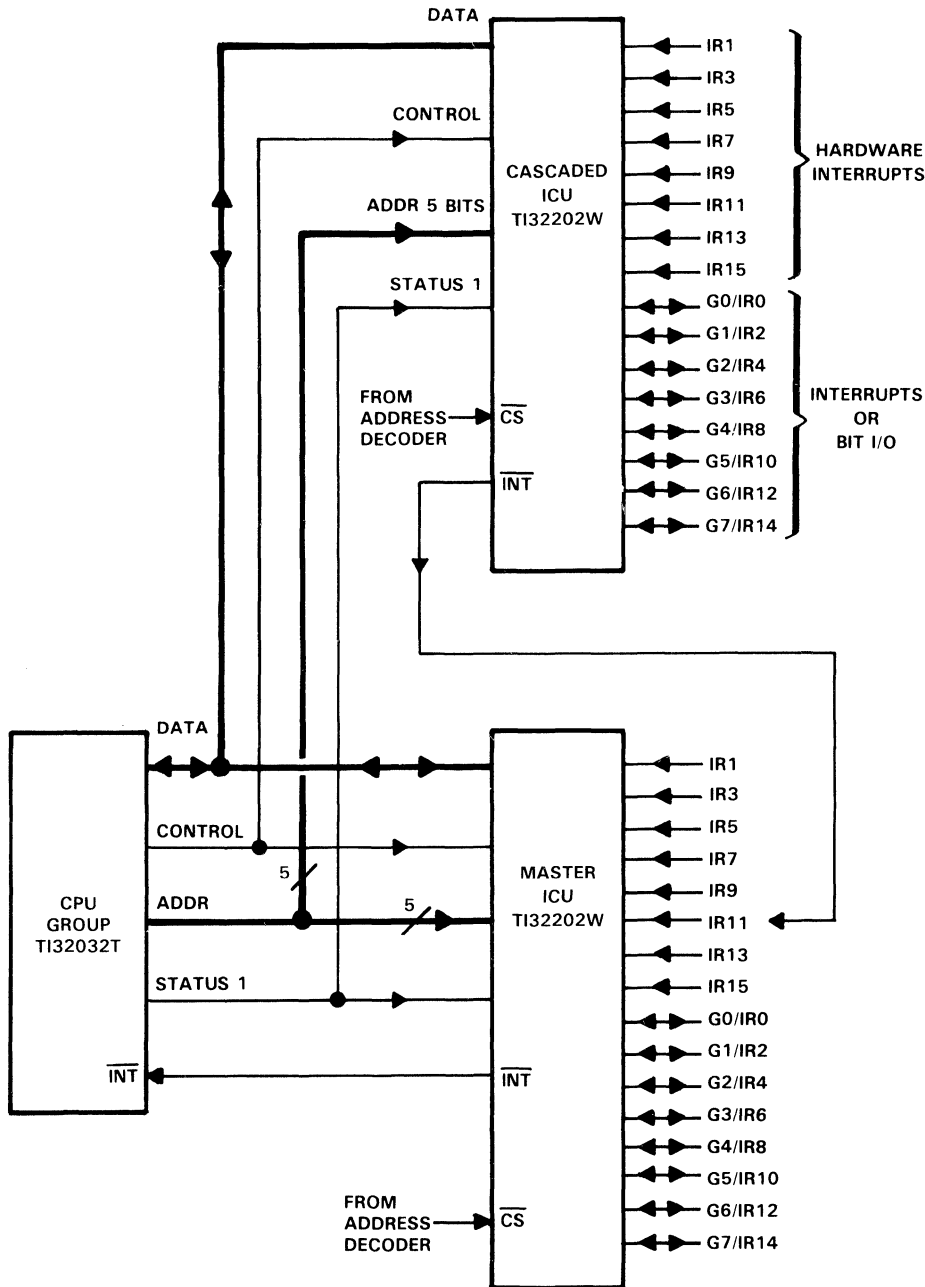 DATA
CONTROL
ADDR 5 BITS
STATUS 1
FROM
ADDRESS
DECODER
CS
INT
CASCADED
ICU
TI32202W
IR1
IR3
IR5
IR7
IR9
IR11
IR13
IR15
HARDWARE
INTERRUPTS
G0/IR0
G1/IR2
G2/IR4
G3/IR6
G4/IR8
G5/IR10
G6/IR12
G7/IR14
INTERRUPTS
OR
BIT I/O
CPU
GROUP
TI32032T
DATA
CONTROL
5
ADDR
5
STATUS 1
INT
MASTER
ICU
TI32202W
INT
FROM
ADDRESS
DECODER
CS
IR1
IR3
IR5
IR7
IR9
IR11
IR13
IR15
G0/IR0
G1/IR2
G2/IR4
G3/IR6
G4/IR8
G5/IR10
G6/IR12
G7/IR14